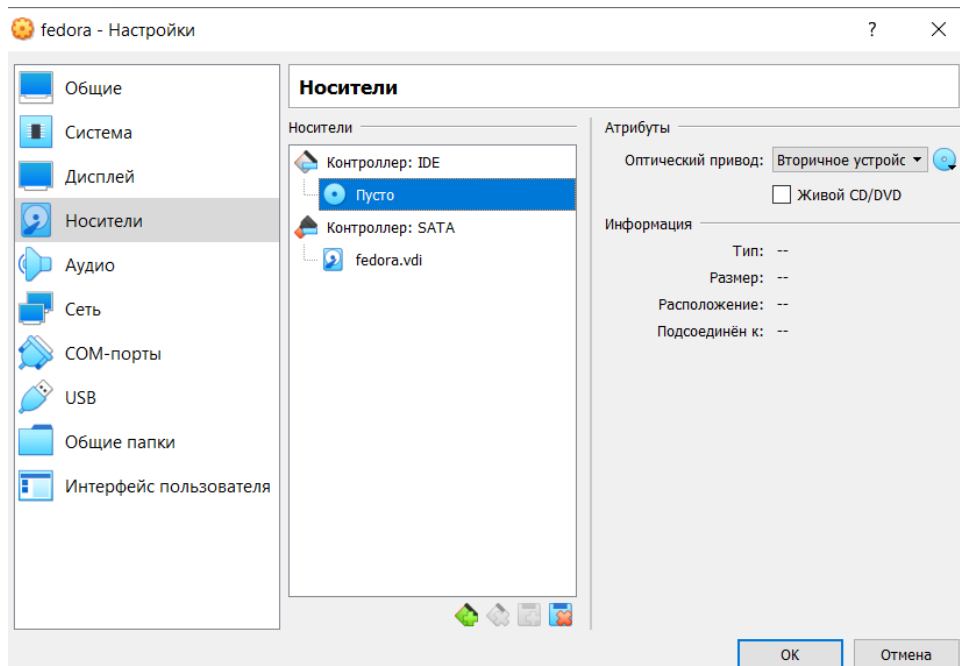 fedora - Настройки
?
Общие
Система
Дисплей
Носители
Аудио
Сеть
COM-порты
USB
Общие папки
Интерфейс пользователя
Носители
Носители
Контроллер: IDE
Пусто
Контроллер: SATA
fedora.vdi
Атрибуты
Оптический привод: Вторичное устройс
Живой CD/DVD
Информация
Тип: --
Размер: --
Расположение: --
Подсоединён к: --
OK
Отмена